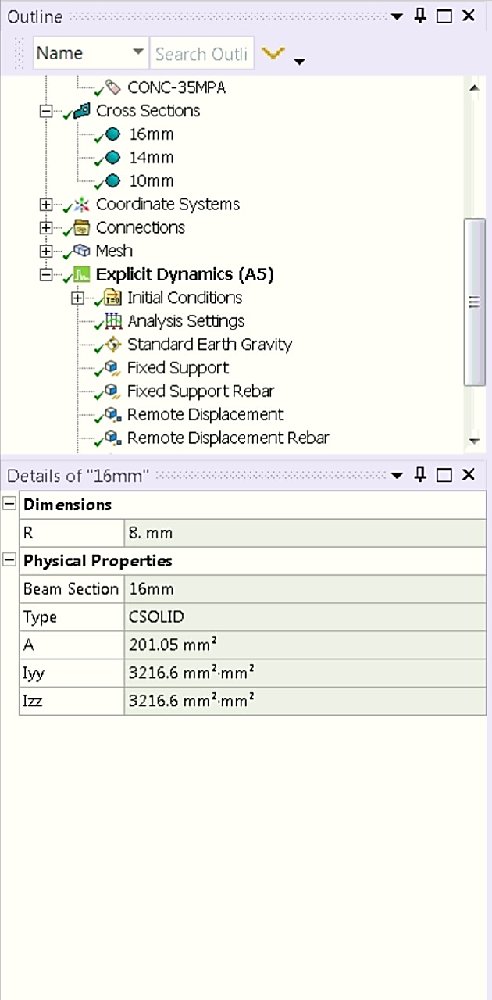 Outline
Name Search Outli
CONC-35MPA
Cross Sections
16mm
14mm
10mm
Coordinate Systems
Connections
Mesh
Explicit Dynamics (A5)
T=0 Initial Conditions
Analysis Settings
Standard Earth Gravity
Fixed Support
Fixed Support Rebar
Remote Displacement
Remote Displacement Rebar
Details of "16mm"
Dimensions
R 8. mm
Physical Properties
Beam Section 16mm
Type CSOLID
A 201.05 mm²
Iyy 3216.6 mm²·mm²
Izz 3216.6 mm²·mm²